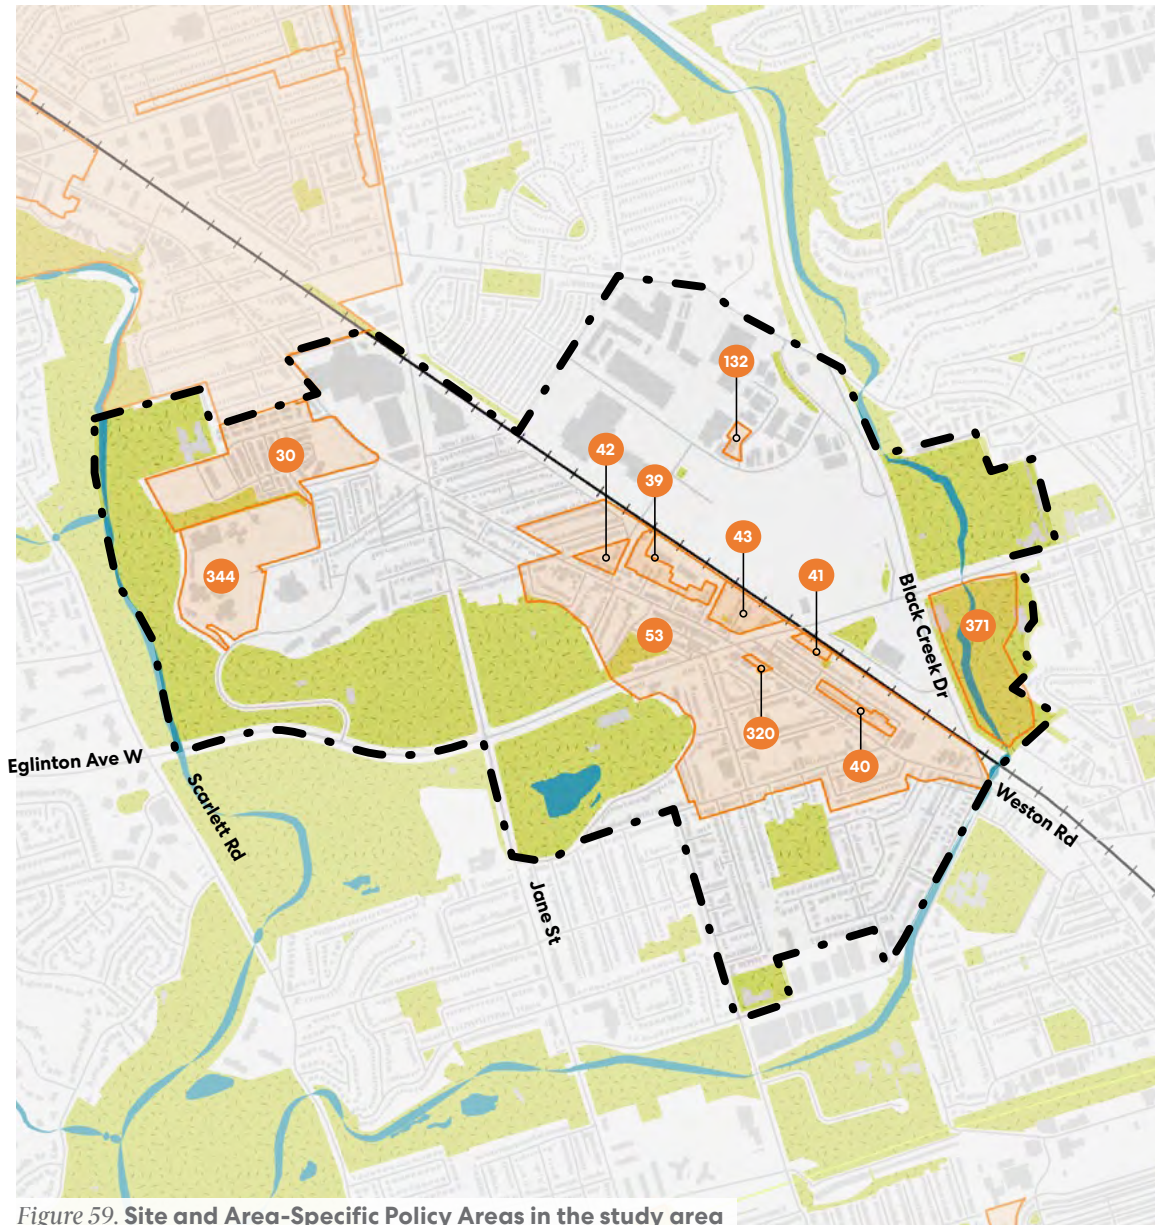 132
42
39
30
43
41
344
Black Creek Dr
371
53
320
40
Eglinton Ave W
Scarlett Rd
Weston Rd
Jane St
Figure 59. Site and Area-Specific Policy Areas in the study area